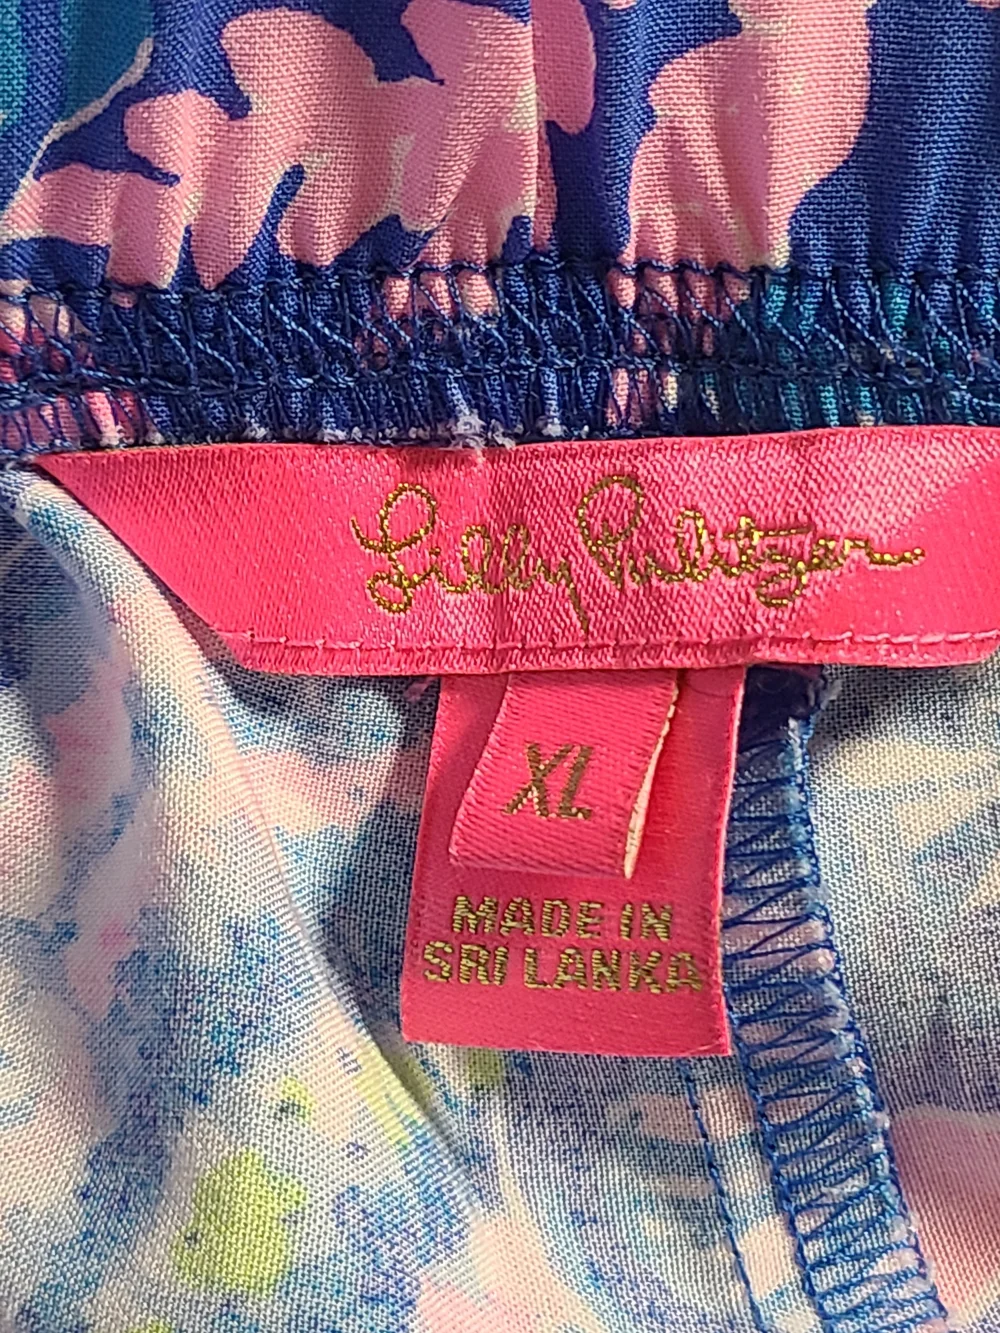 Lilly Pulitzer
XL
MADE IN
SRI LANKA